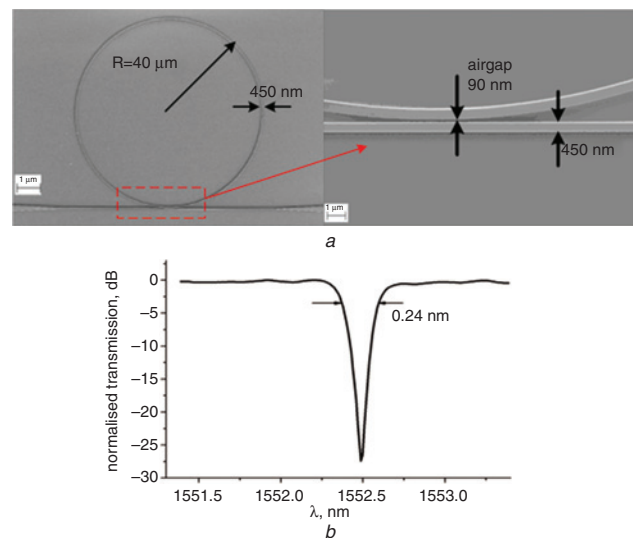 R=40 μm
450 nm
1 μm
airgap
90 nm
450 nm
1 μm
a
normalised transmission, dB
0
–5
–10
–15
–20
–25
–30
0.24 nm
1551.5
1552.0
1552.5
1553.0
λ, nm
b